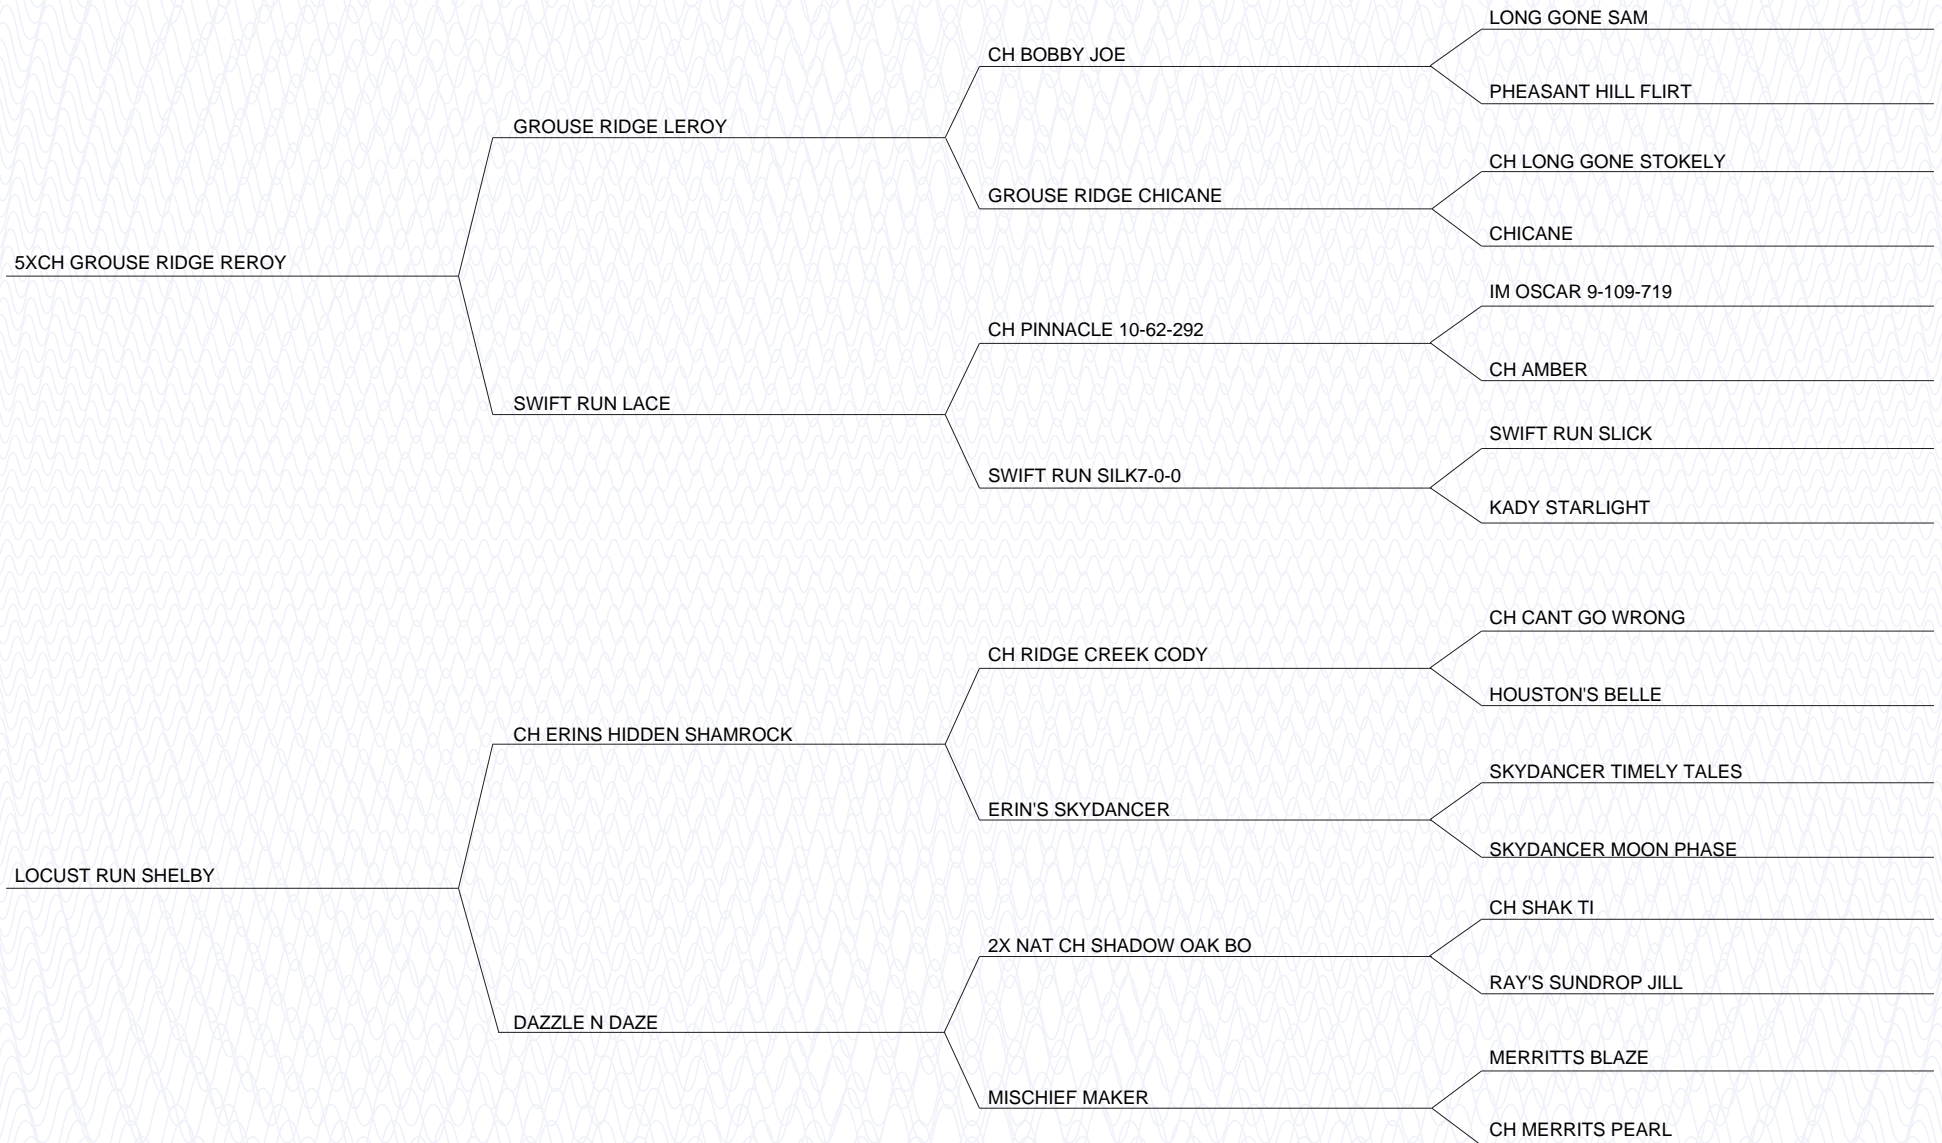 LONG GONE SAM
CH BOBBY JOE
PHEASANT HILL FLIRT
GROUSE RIDGE LEROY
CH LONG GONE STOKELY
GROUSE RIDGE CHICANE
CHICANE
5XCH GROUSE RIDGE REROY
IM OSCAR 9-109-719
CH PINNACLE 10-62-292
CH AMBER
SWIFT RUN LACE
SWIFT RUN SLICK
SWIFT RUN SILK7-0-0
KADY STARLIGHT
CH CANT GO WRONG
CH RIDGE CREEK CODY
HOUSTON'S BELLE
CH ERINS HIDDEN SHAMROCK
SKYDANCER TIMELY TALES
ERIN'S SKYDANCER
SKYDANCER MOON PHASE
LOCUST RUN SHELBY
CH SHAK TI
2X NAT CH SHADOW OAK BO
RAY'S SUNDROP JILL
DAZZLE N DAZE
MERRITTS BLAZE
MISCHIEF MAKER
CH MERRITS PEARL